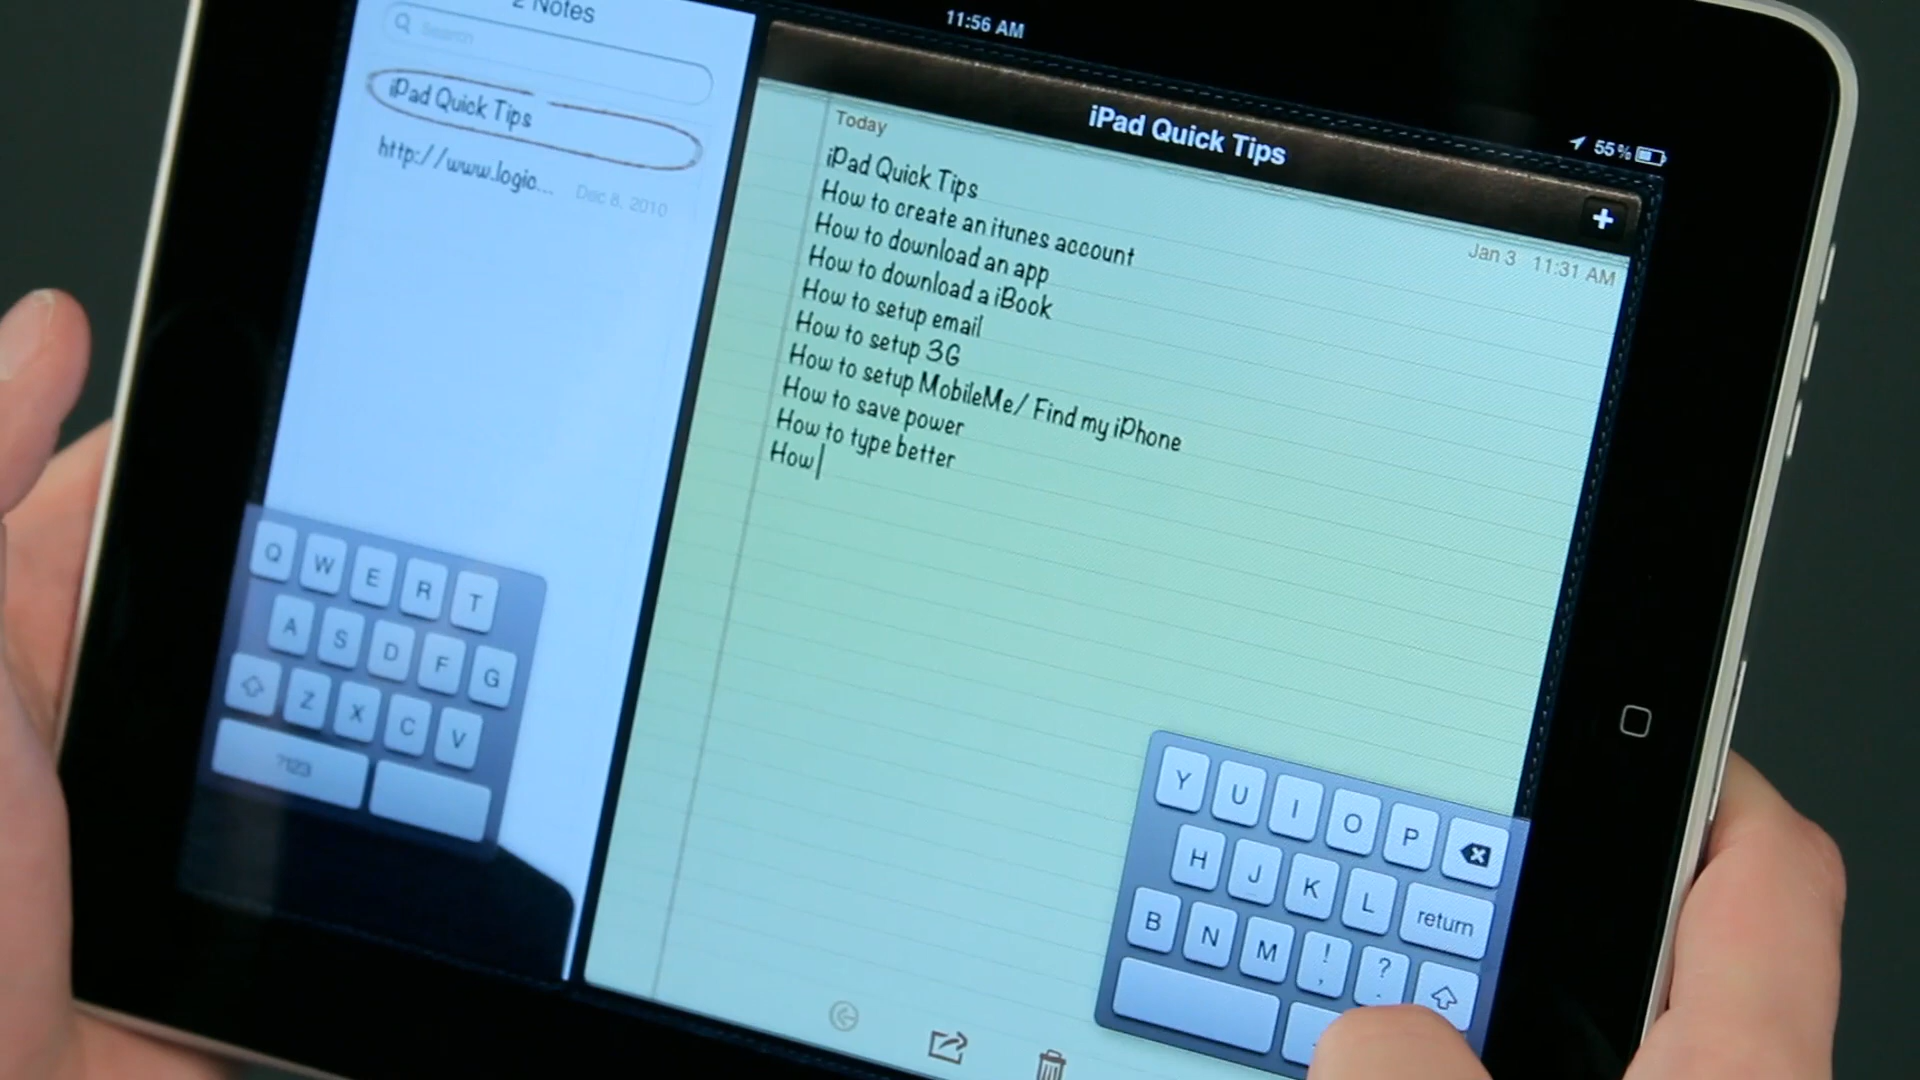 2 Notes
Search
iPad Quick Tips
http://www.logic...
Dec 8, 2010
11:56 AM
55%
iPad Quick Tips
+
Today
Jan 3 11:31 AM
iPad Quick Tips
How to create an itunes account
How to download an app
How to download a iBook
How to setup email
How to setup 3G
How to setup MobileMe/ Find my iPhone
How to save power
How to type better
How
Q W E R T
A S D F G
Z X C V
?123
Y U I O P
H J K L return
B N M ! , ? .